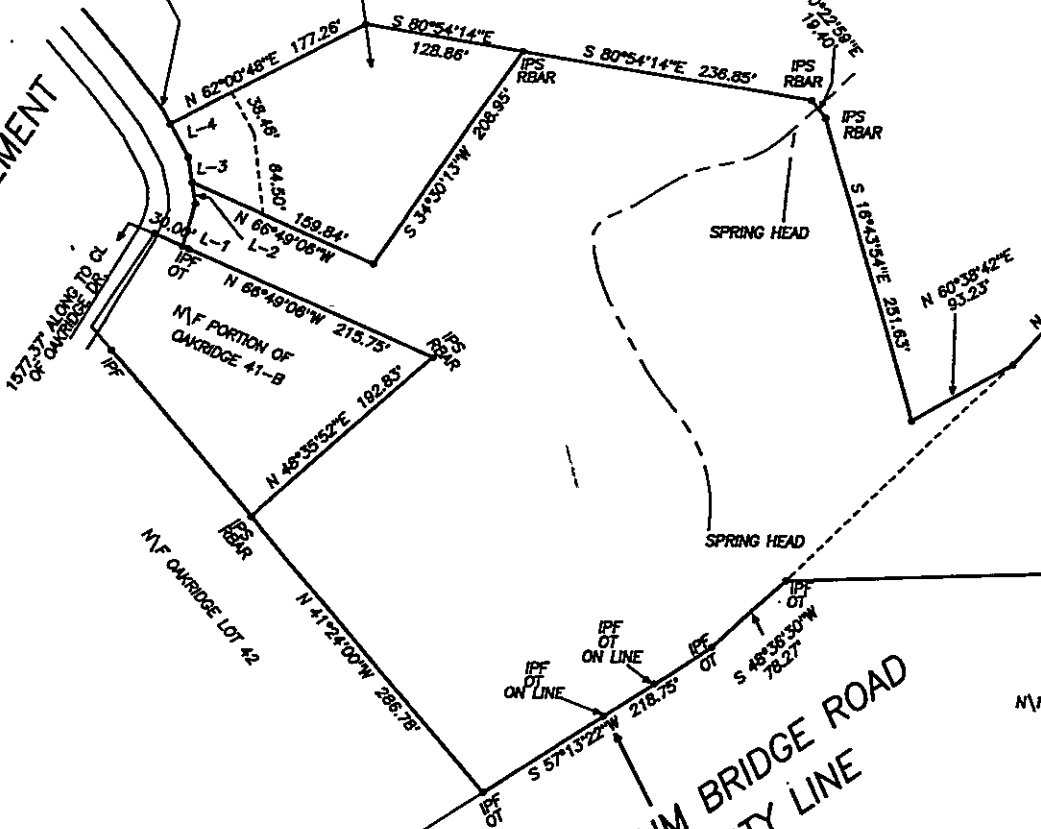 S 80°54'14"E
128.86'
N 62°00'48"E 177.26'
S 80°54'14"E 236.85'
0°22'59"E
19.40'
IPS
RBAR
IPS
RBAR
IPS
RBAR
L-4
38.46'
84.50'
S 34°30'13"W 208.95'
L-3
EMENT
159.84'
N 66°49'06"W
30.00'
L-1
L-2
IPF
OT
SPRING HEAD
S 16°43'54"E 251.63'
N 60°38'42"E
93.23'
N
1577.37' ALONG TO CL
OF OAKRIDGE DR.
N 66°49'06"W 215.75'
N\F PORTION OF
OAKRIDGE 41-B
IPS
RBAR
IPF
N 48°35'52"E 192.83'
IPS
RBAR
SPRING HEAD
N\F OAKRIDGE LOT 42
N 41°24'00"W 286.78'
IPF
OT
S 48°36'30"W
78.27'
IPF
OT
IPF
OT
ON LINE
IPF
OT
ON LINE
S 57°13'22"W 218.75'
IPF
OT
UM BRIDGE ROAD
TY LINE
N\F